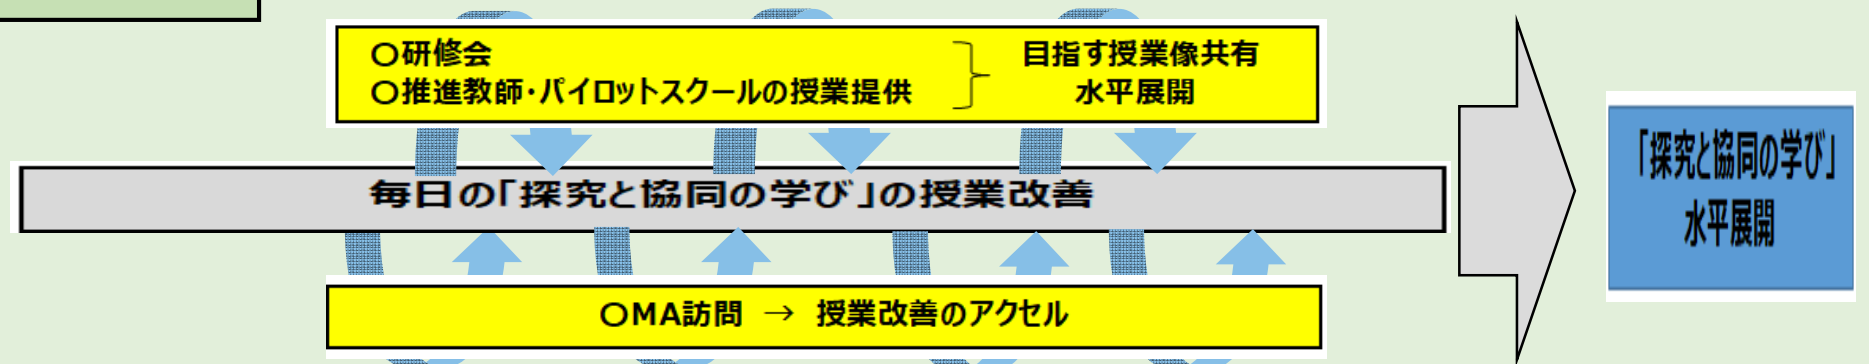 〇研修会
〇推進教師・パイロットスクールの授業提供
目指す授業像共有
水平展開
毎日の「探究と協同の学び」の授業改善
〇MA訪問 → 授業改善のアクセル
「探究と協同の学び」
水平展開